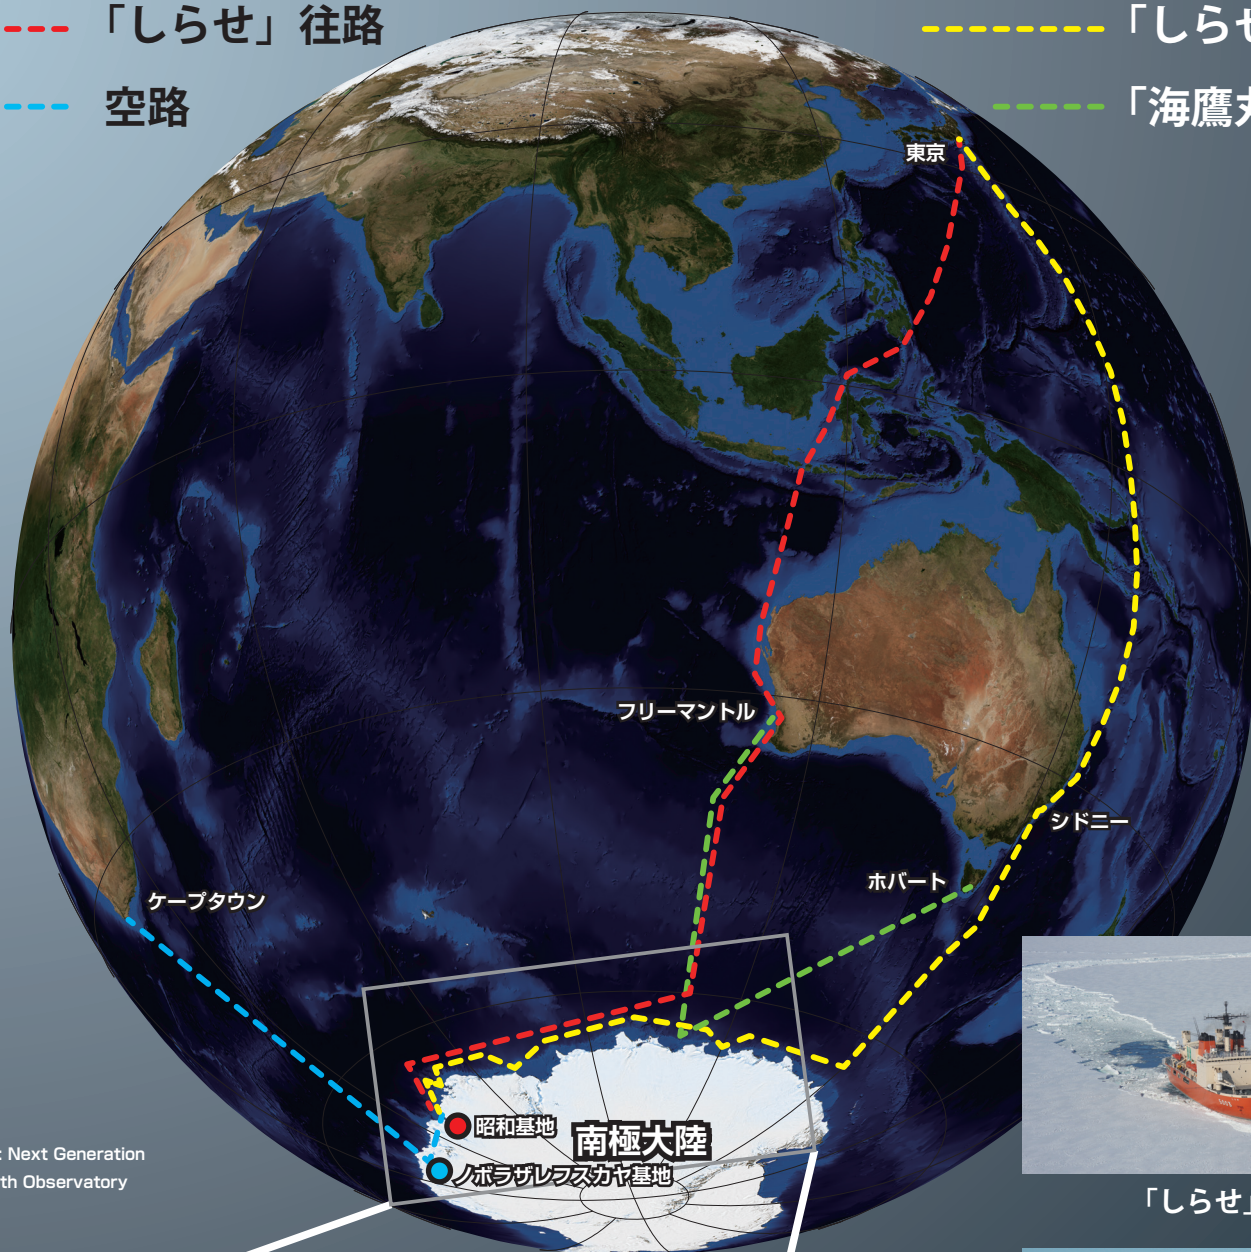 「しらせ」往路
「しらせ
空路
「海鷹丸
東京
フリーマントル
シドニー
ホバート
ケープタウン
昭和基地
南極大陸
ノボラザレフスカヤ基地
: Next Generation
th Observatory
「しらせ」